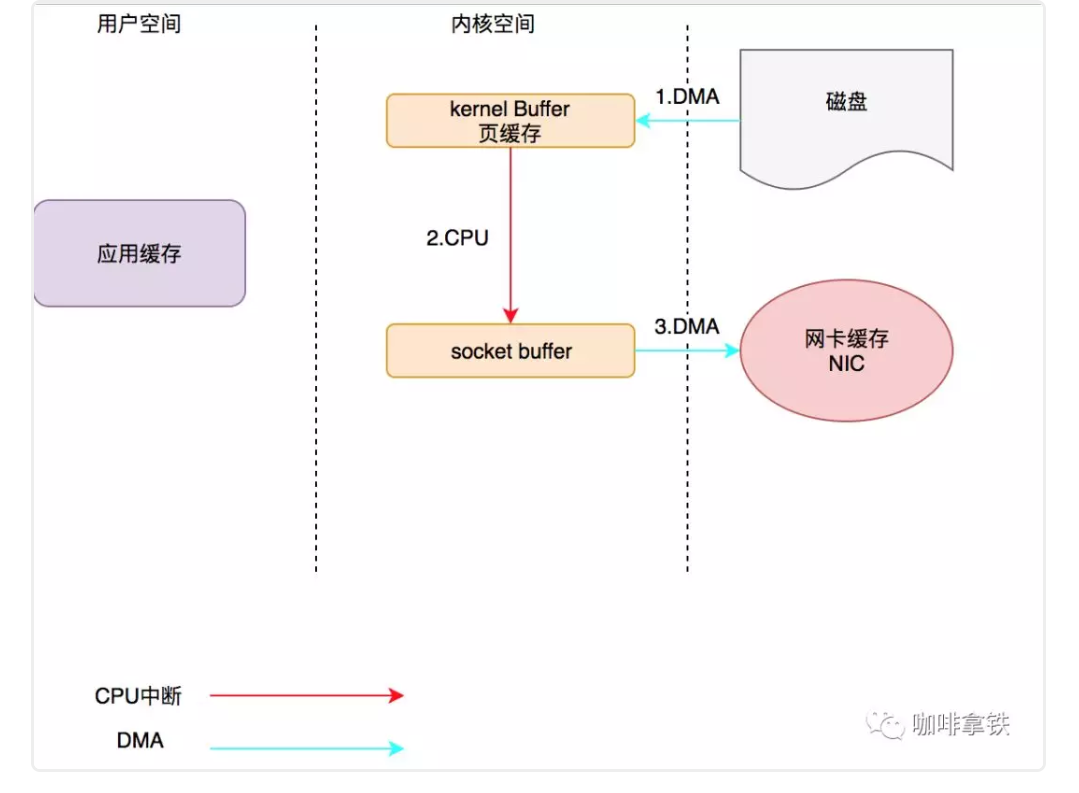 用户空间
内核空间
kernel Buffer
页缓存
1.DMA
磁盘
应用缓存
2.CPU
socket buffer
3.DMA
网卡缓存
NIC
CPU中断
DMA
咖啡拿铁